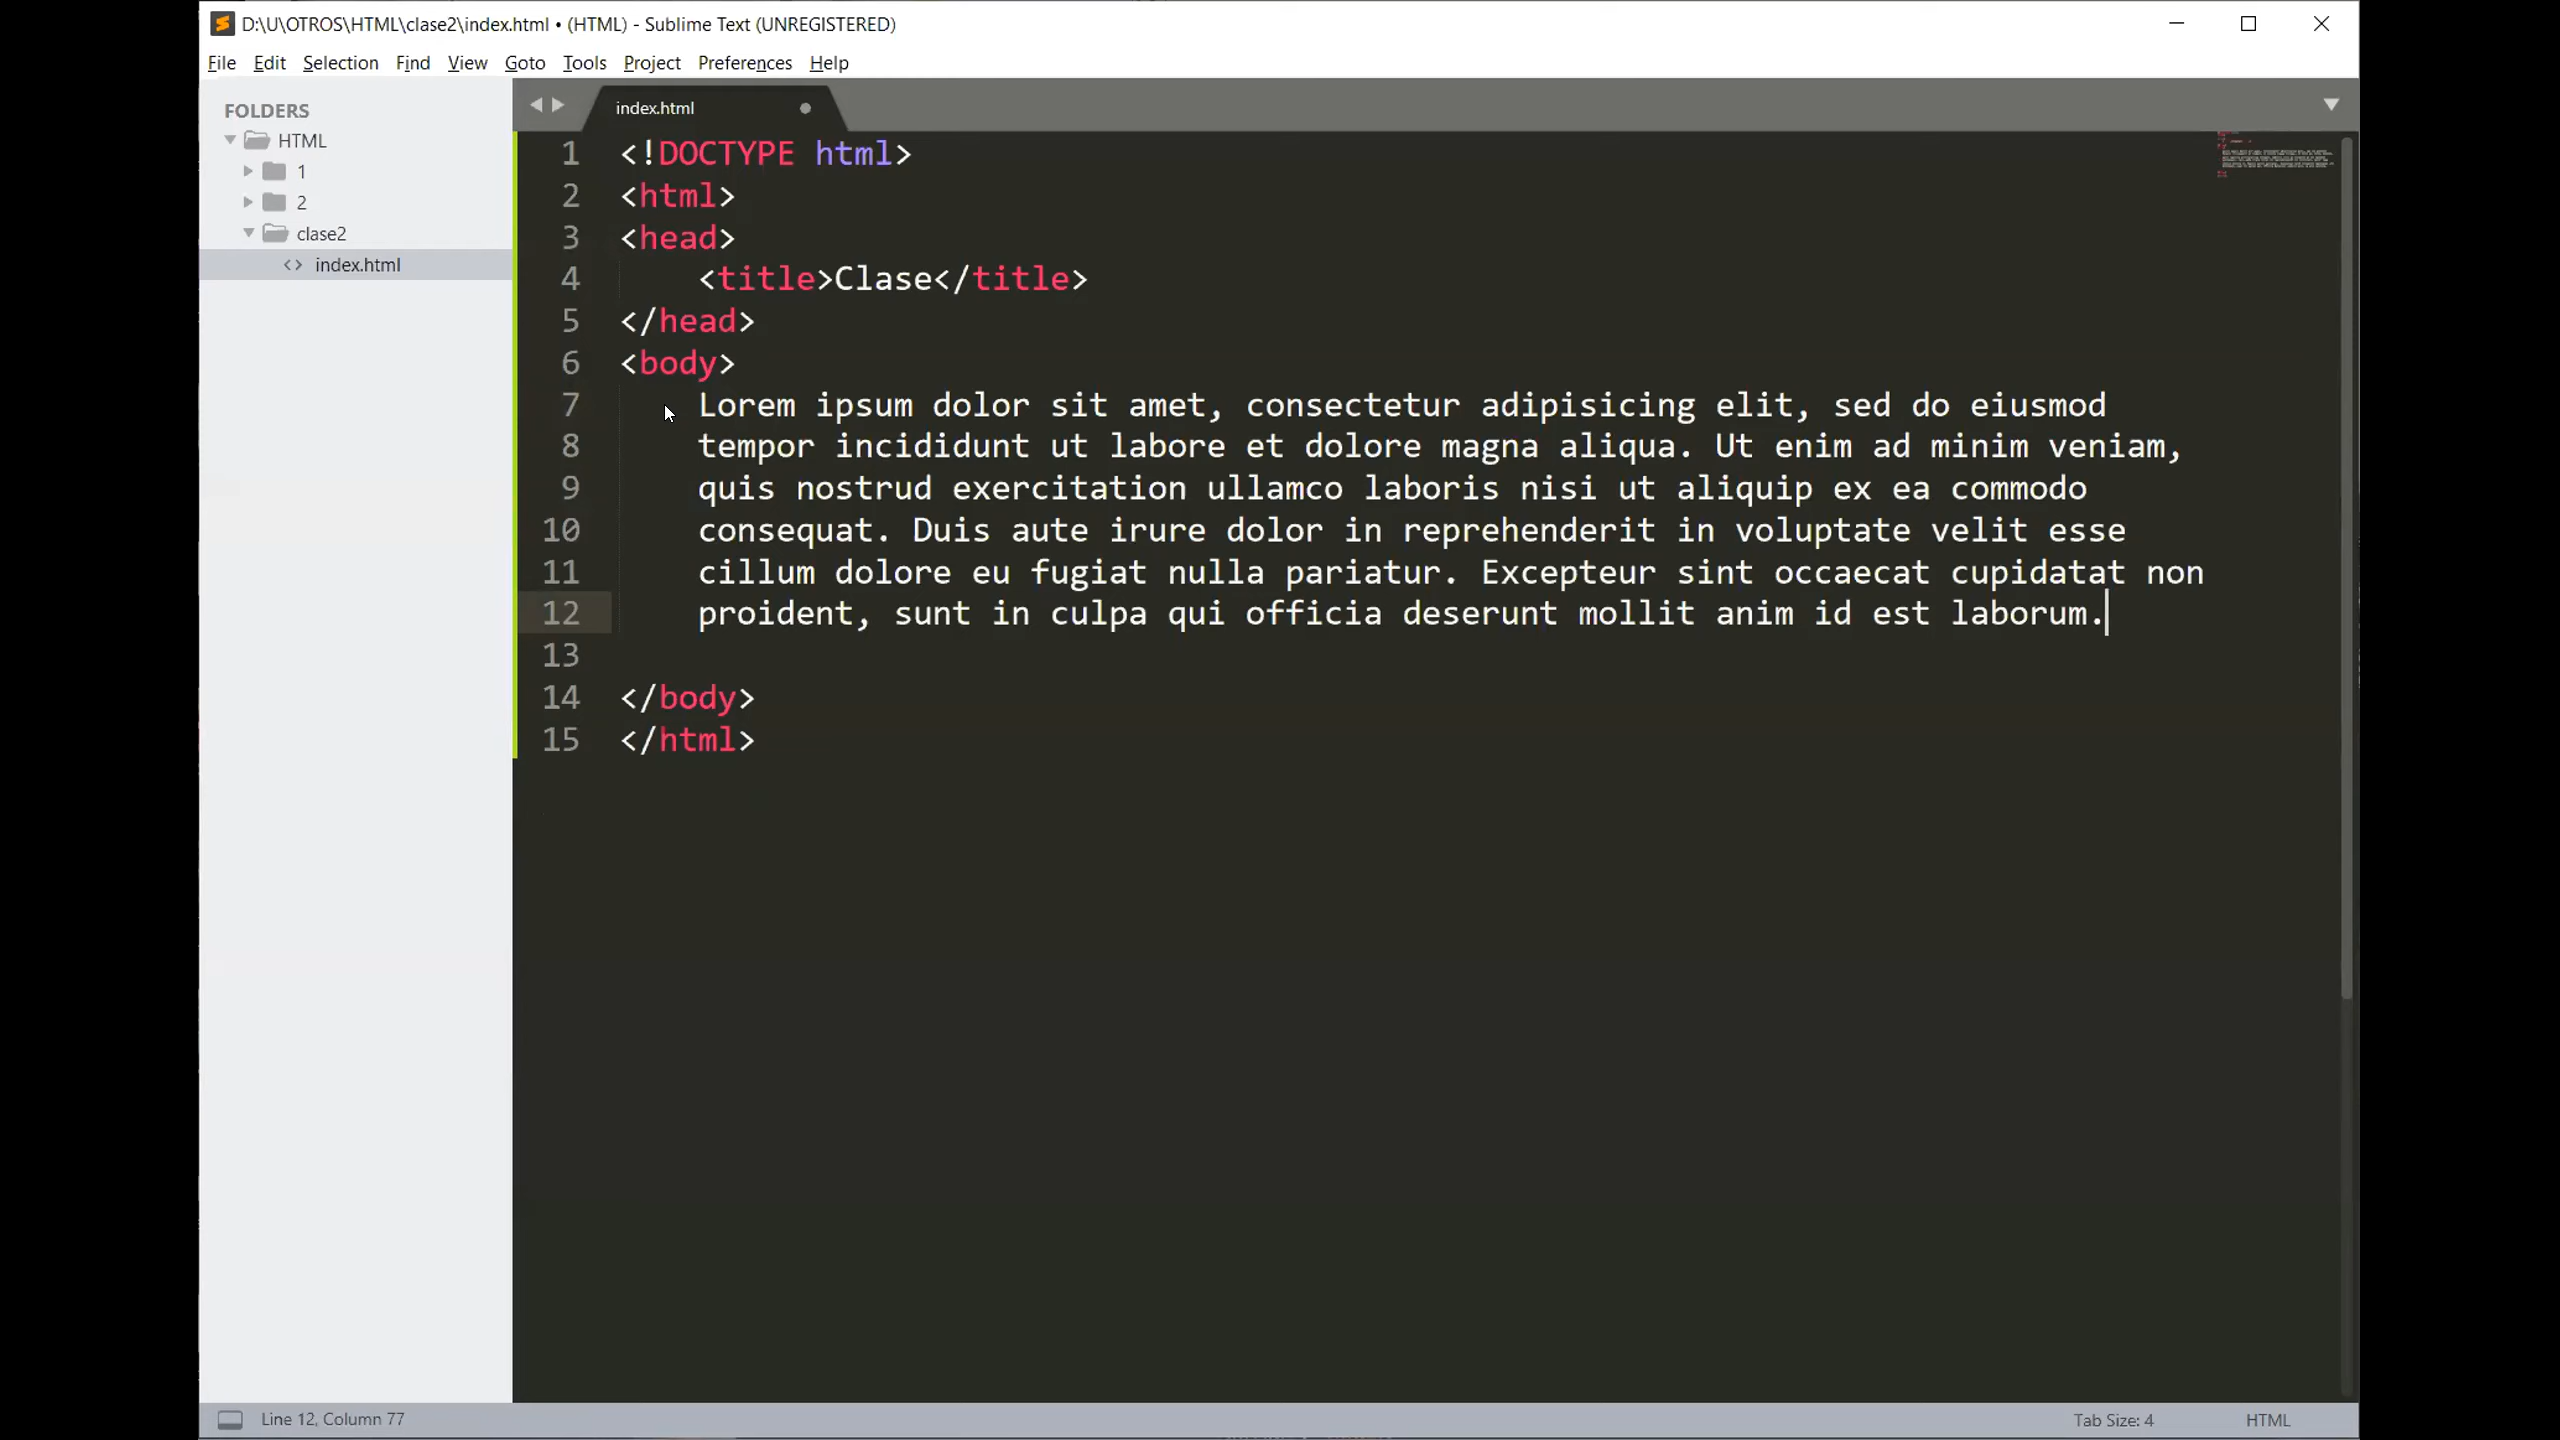 D:\U\OTROS\HTML\clase2\index.html • (HTML) - Sublime Text (UNREGISTERED)
File Edit Selection Find View Goto Tools Project Preferences Help
FOLDERS
HTML
1
2
clase2
<> index.html
index.html
1 <!DOCTYPE html>
2 <html>
3 <head>
4 <title>Clase</title>
5 </head>
6 <body>
7 Lorem ipsum dolor sit amet, consectetur adipisicing elit, sed do eiusmod
8 tempor incididunt ut labore et dolore magna aliqua. Ut enim ad minim veniam,
9 quis nostrud exercitation ullamco laboris nisi ut aliquip ex ea commodo
10 consequat. Duis aute irure dolor in reprehenderit in voluptate velit esse
11 cillum dolore eu fugiat nulla pariatur. Excepteur sint occaecat cupidatat non
12 proident, sunt in culpa qui officia deserunt mollit anim id est laborum.
13
14 </body>
15 </html>
Line 12, Column 77
Tab Size: 4
HTML